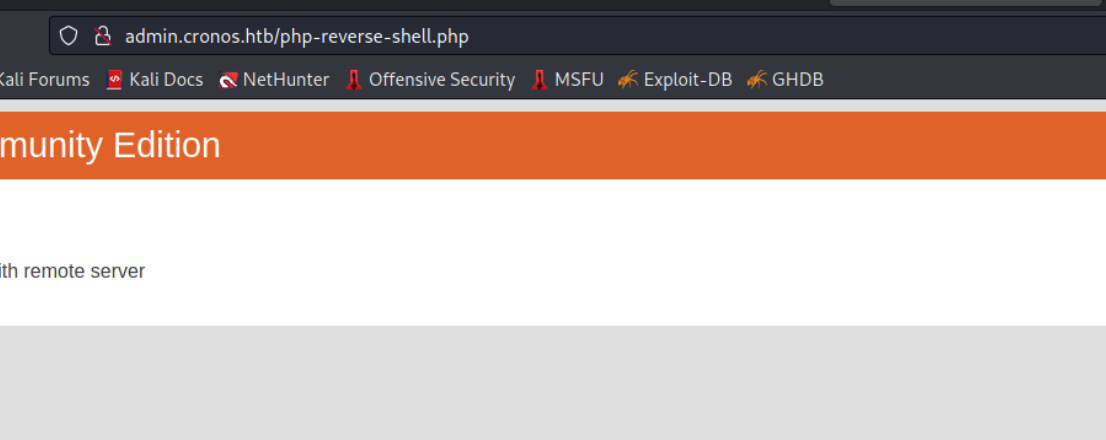 admin.cronos.htb/php-reverse-shell.php
Kali Forums Kali Docs NetHunter Offensive Security MSFU Exploit-DB GHDB
munity Edition
ith remote server